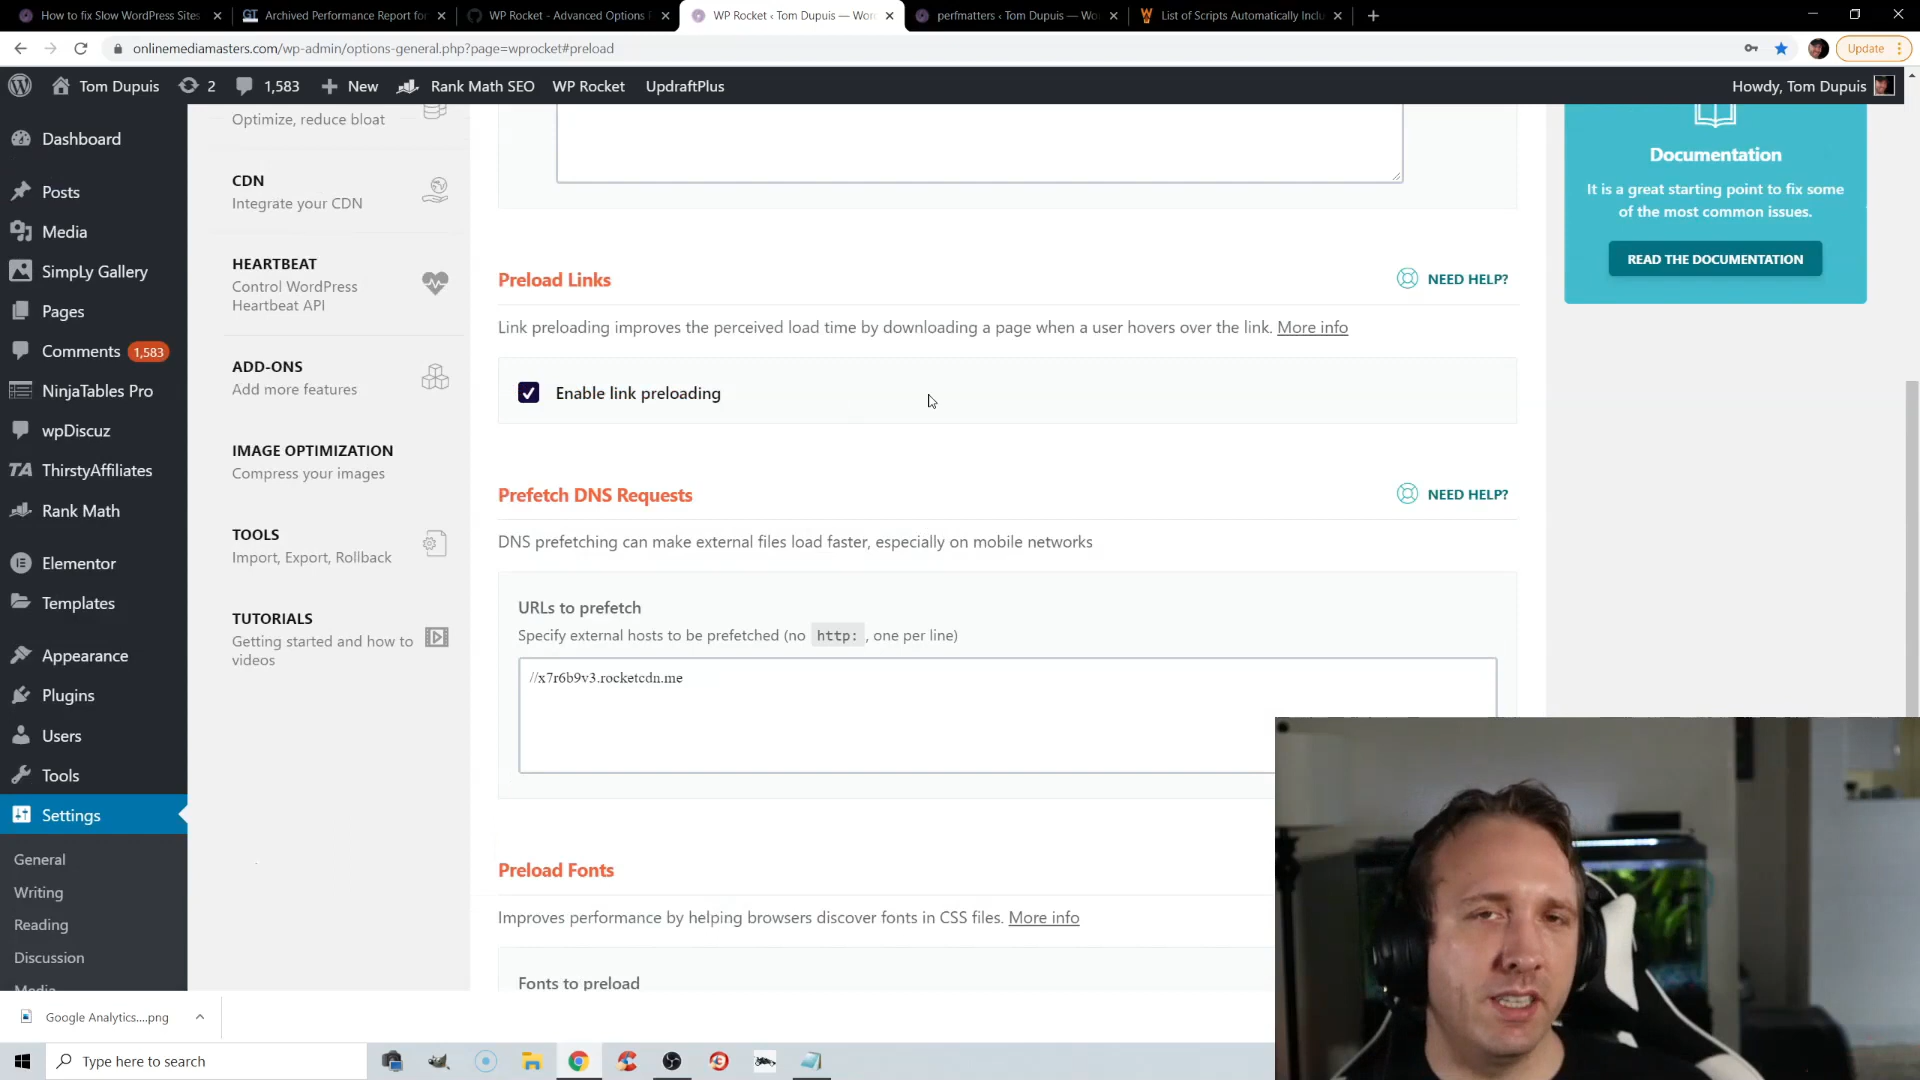 How to fix Slow WordPress Sites
Archived Performance Report for
WP Rocket - Advanced Options
WP Rocket ‹ Tom Dupuis — Wor
perfmatters ‹ Tom Dupuis — Wo
List of Scripts Automatically Inclu
onlinemediamasters.com/wp-admin/options-general.php?page=wprocket#preload
Update
Tom Dupuis
2
1,583
New
Rank Math SEO
WP Rocket
UpdraftPlus
Howdy, Tom Dupuis
Dashboard
Posts
Media
SimpLy Gallery
Pages
Comments 1,583
NinjaTables Pro
wpDiscuz
ThirstyAffiliates
Rank Math
Elementor
Templates
Appearance
Plugins
Users
Tools
Settings
General
Writing
Reading
Discussion
Media
Optimize, reduce bloat
CDN
Integrate your CDN
HEARTBEAT
Control WordPress
Heartbeat API
ADD-ONS
Add more features
IMAGE OPTIMIZATION
Compress your images
TOOLS
Import, Export, Rollback
TUTORIALS
Getting started and how to
videos
Preload Links
NEED HELP?
Link preloading improves the perceived load time by downloading a page when a user hovers over the link. More info
Enable link preloading
Prefetch DNS Requests
NEED HELP?
DNS prefetching can make external files load faster, especially on mobile networks
URLs to prefetch
Specify external hosts to be prefetched (no http: , one per line)
//x7r6b9v3.rocketcdn.me
Preload Fonts
Improves performance by helping browsers discover fonts in CSS files. More info
Fonts to preload
Documentation
It is a great starting point to fix some
of the most common issues.
READ THE DOCUMENTATION
Google Analytics....png
Type here to search